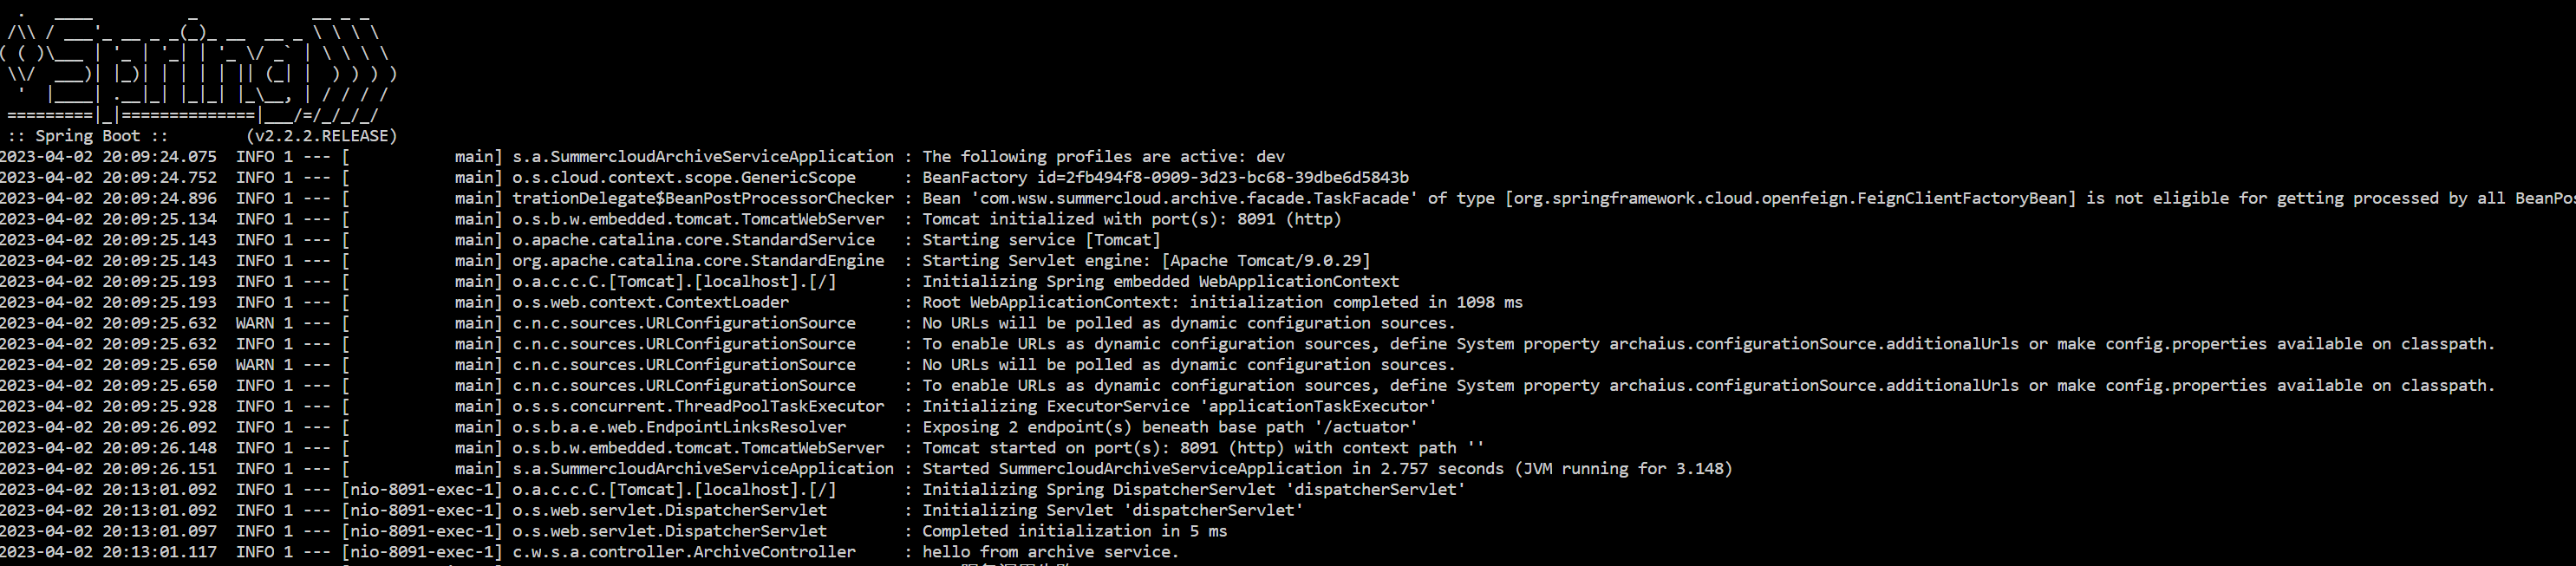 :: Spring Boot ::        (v2.2.2.RELEASE)
2023-04-02 20:09:24.075  INFO 1 --- [           main] s.a.SummercloudArchiveServiceApplication : The following profiles are active: dev
2023-04-02 20:09:24.752  INFO 1 --- [           main] o.s.cloud.context.scope.GenericScope     : BeanFactory id=2fb494f8-0909-3d23-bc68-39dbe6d5843b
2023-04-02 20:09:24.896  INFO 1 --- [           main] trationDelegate$BeanPostProcessorChecker : Bean 'com.wsw.summercloud.archive.facade.TaskFacade' of type [org.springframework.cloud.openfeign.FeignClientFactoryBean] is not eligible for getting processed by all BeanPos
2023-04-02 20:09:25.134  INFO 1 --- [           main] o.s.b.w.embedded.tomcat.TomcatWebServer  : Tomcat initialized with port(s): 8091 (http)
2023-04-02 20:09:25.143  INFO 1 --- [           main] o.apache.catalina.core.StandardService   : Starting service [Tomcat]
2023-04-02 20:09:25.143  INFO 1 --- [           main] org.apache.catalina.core.StandardEngine  : Starting Servlet engine: [Apache Tomcat/9.0.29]
2023-04-02 20:09:25.193  INFO 1 --- [           main] o.a.c.c.C.[Tomcat].[localhost].[/]       : Initializing Spring embedded WebApplicationContext
2023-04-02 20:09:25.193  INFO 1 --- [           main] o.s.web.context.ContextLoader            : Root WebApplicationContext: initialization completed in 1098 ms
2023-04-02 20:09:25.632  WARN 1 --- [           main] c.n.c.sources.URLConfigurationSource     : No URLs will be polled as dynamic configuration sources.
2023-04-02 20:09:25.632  INFO 1 --- [           main] c.n.c.sources.URLConfigurationSource     : To enable URLs as dynamic configuration sources, define System property archaius.configurationSource.additionalUrls or make config.properties available on classpath.
2023-04-02 20:09:25.650  WARN 1 --- [           main] c.n.c.sources.URLConfigurationSource     : No URLs will be polled as dynamic configuration sources.
2023-04-02 20:09:25.650  INFO 1 --- [           main] c.n.c.sources.URLConfigurationSource     : To enable URLs as dynamic configuration sources, define System property archaius.configurationSource.additionalUrls or make config.properties available on classpath.
2023-04-02 20:09:25.928  INFO 1 --- [           main] o.s.s.concurrent.ThreadPoolTaskExecutor  : Initializing ExecutorService 'applicationTaskExecutor'
2023-04-02 20:09:26.092  INFO 1 --- [           main] o.s.b.a.e.web.EndpointLinksResolver      : Exposing 2 endpoint(s) beneath base path '/actuator'
2023-04-02 20:09:26.148  INFO 1 --- [           main] o.s.b.w.embedded.tomcat.TomcatWebServer  : Tomcat started on port(s): 8091 (http) with context path ''
2023-04-02 20:09:26.151  INFO 1 --- [           main] s.a.SummercloudArchiveServiceApplication : Started SummercloudArchiveServiceApplication in 2.757 seconds (JVM running for 3.148)
2023-04-02 20:13:01.092  INFO 1 --- [nio-8091-exec-1] o.a.c.c.C.[Tomcat].[localhost].[/]       : Initializing Spring DispatcherServlet 'dispatcherServlet'
2023-04-02 20:13:01.092  INFO 1 --- [nio-8091-exec-1] o.s.web.servlet.DispatcherServlet        : Initializing Servlet 'dispatcherServlet'
2023-04-02 20:13:01.097  INFO 1 --- [nio-8091-exec-1] o.s.web.servlet.DispatcherServlet        : Completed initialization in 5 ms
2023-04-02 20:13:01.117  INFO 1 --- [nio-8091-exec-1] c.w.s.a.controller.ArchiveController     : hello from archive service.